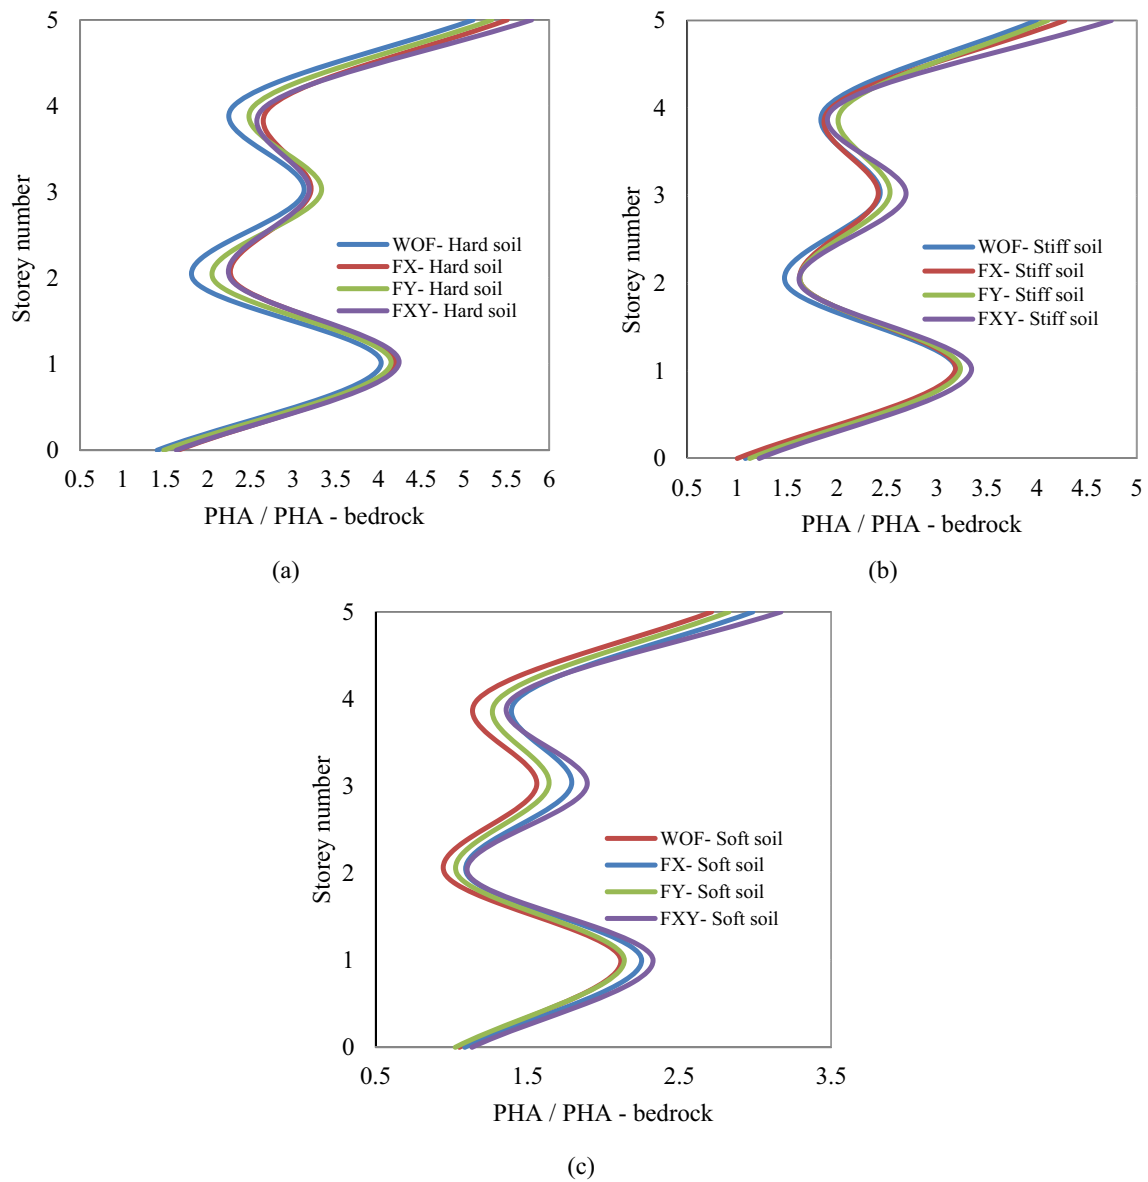 5
4
3
2
1
0
Storey number
WOF- Hard soil
FX- Hard soil
FY- Hard soil
FXY- Hard soil
0.5 1 1.5 2 2.5 3 3.5 4 4.5 5 5.5 6
PHA / PHA - bedrock
(a)
5
4
3
2
1
0
Storey number
WOF- Stiff soil
FX- Stiff soil
FY- Stiff soil
FXY- Stiff soil
0.5 1 1.5 2 2.5 3 3.5 4 4.5 5
PHA / PHA - bedrock
(b)
5
4
3
2
1
0
Storey number
WOF- Soft soil
FX- Soft soil
FY- Soft soil
FXY- Soft soil
0.5 1.5 2.5 3.5
PHA / PHA - bedrock
(c)